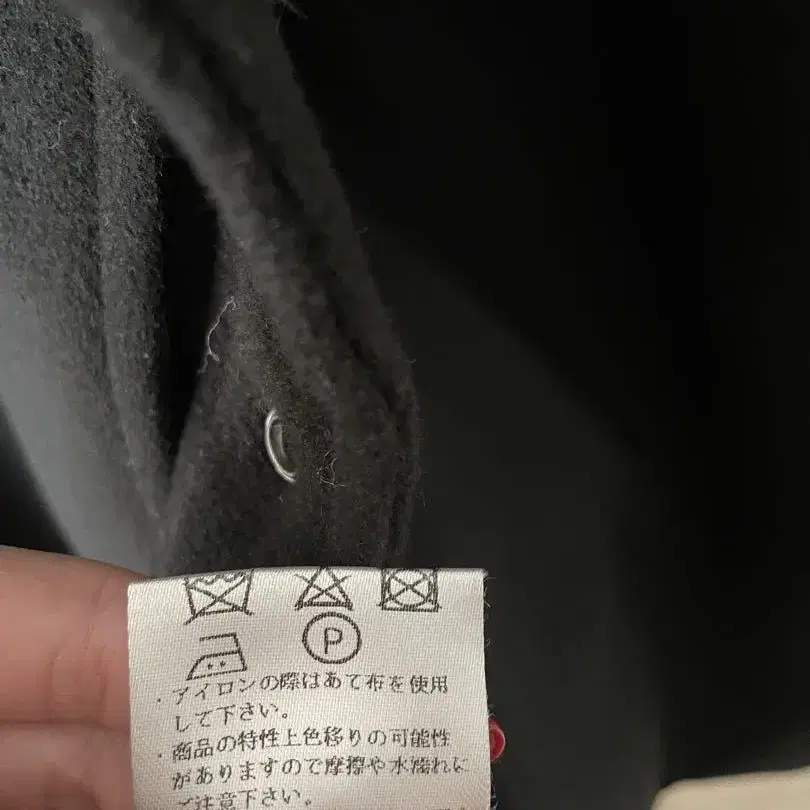 P
・アイロンの際はあて布を使用
して下さい。
・商品の特性上色移りの可能性
がありますので摩擦や水濡れに
ご注意下さい。